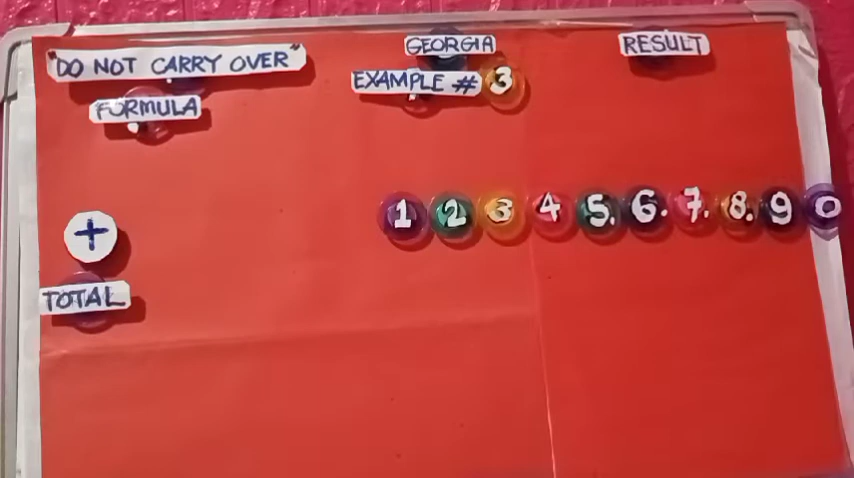 "DO NOT CARRY OVER"
GEORGIA
RESULT
EXAMPLE # 3
FORMULA
+
1 2 3 4 5. 6. 7. 8. 9 0
TOTAL